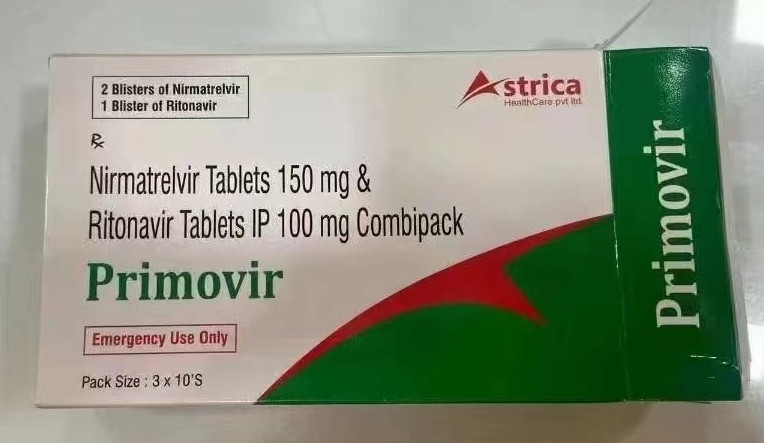 2 Blisters of Nirmatrelvir
1 Blister of Ritonavir
Astrica
HealthCare pvt ltd.
℞
Nirmatrelvir Tablets 150 mg &
Ritonavir Tablets IP 100 mg Combipack
Primovir
Emergency Use Only
Pack Size : 3 x 10'S
Primovir